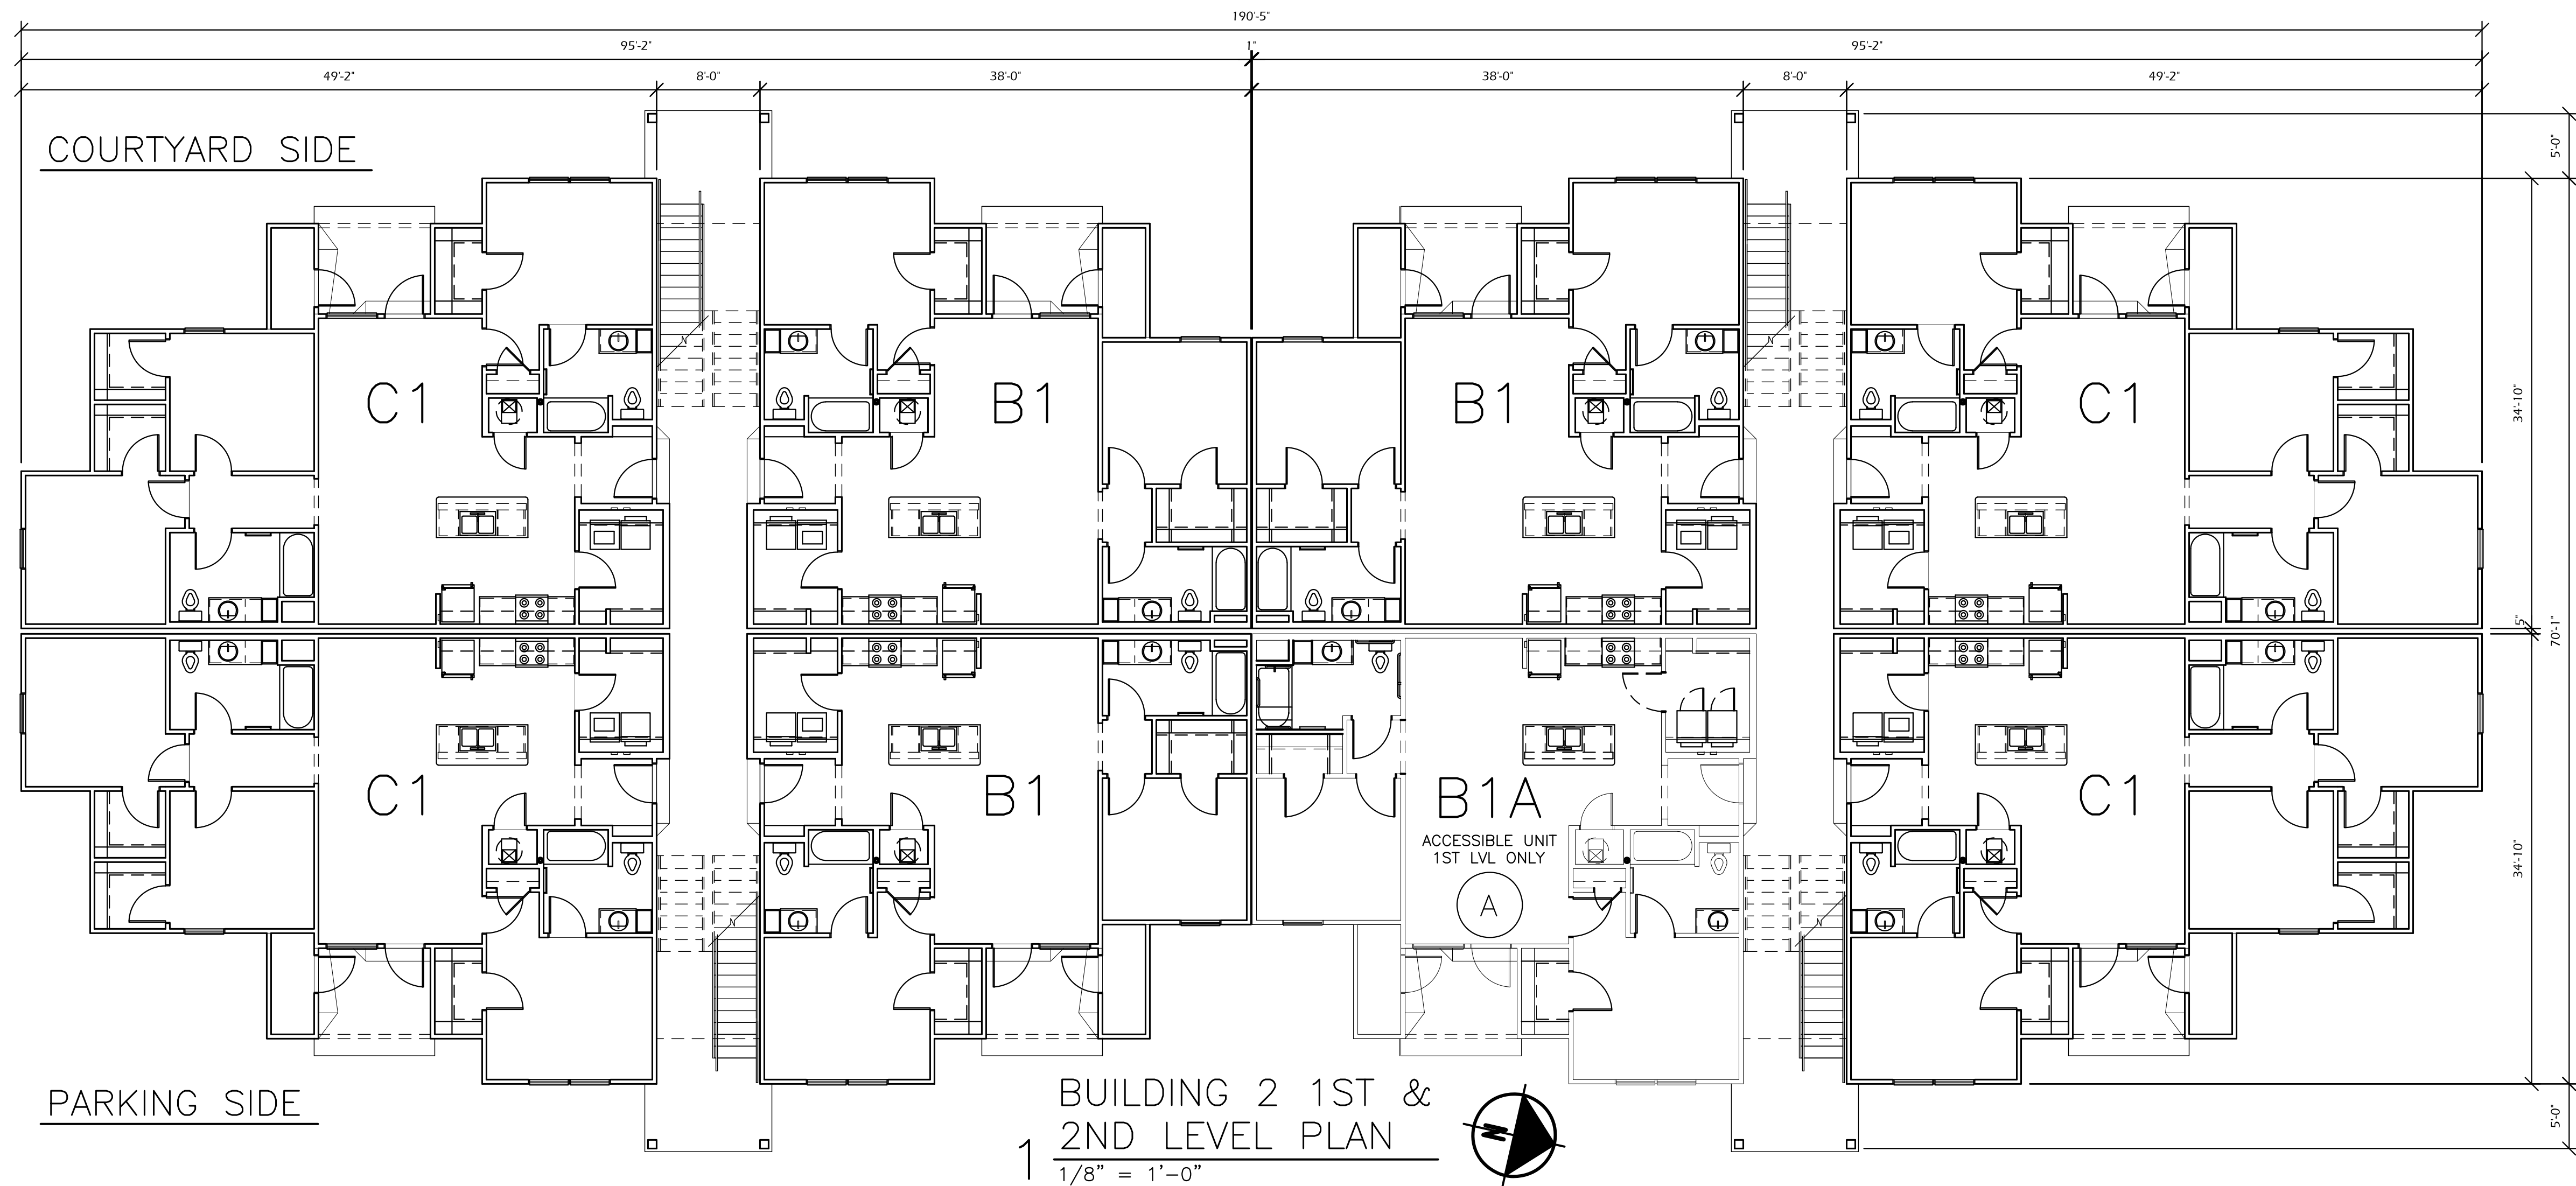 190'-5"
95'-2"
1"
95'-2"
49'-2"
8'-0"
38'-0"
38'-0"
8'-0"
49'-2"
COURTYARD SIDE
5'-0"
N
N
C1
B1
B1
C1
34'-10"
5"
70'-1"
C1
B1
B1A
C1
ACCESSIBLE UNIT
1ST LVL ONLY
A
34'-10"
N
N
PARKING SIDE
5'-0"
1
BUILDING 2 1ST &
2ND LEVEL PLAN
1/8" = 1'-0"
N